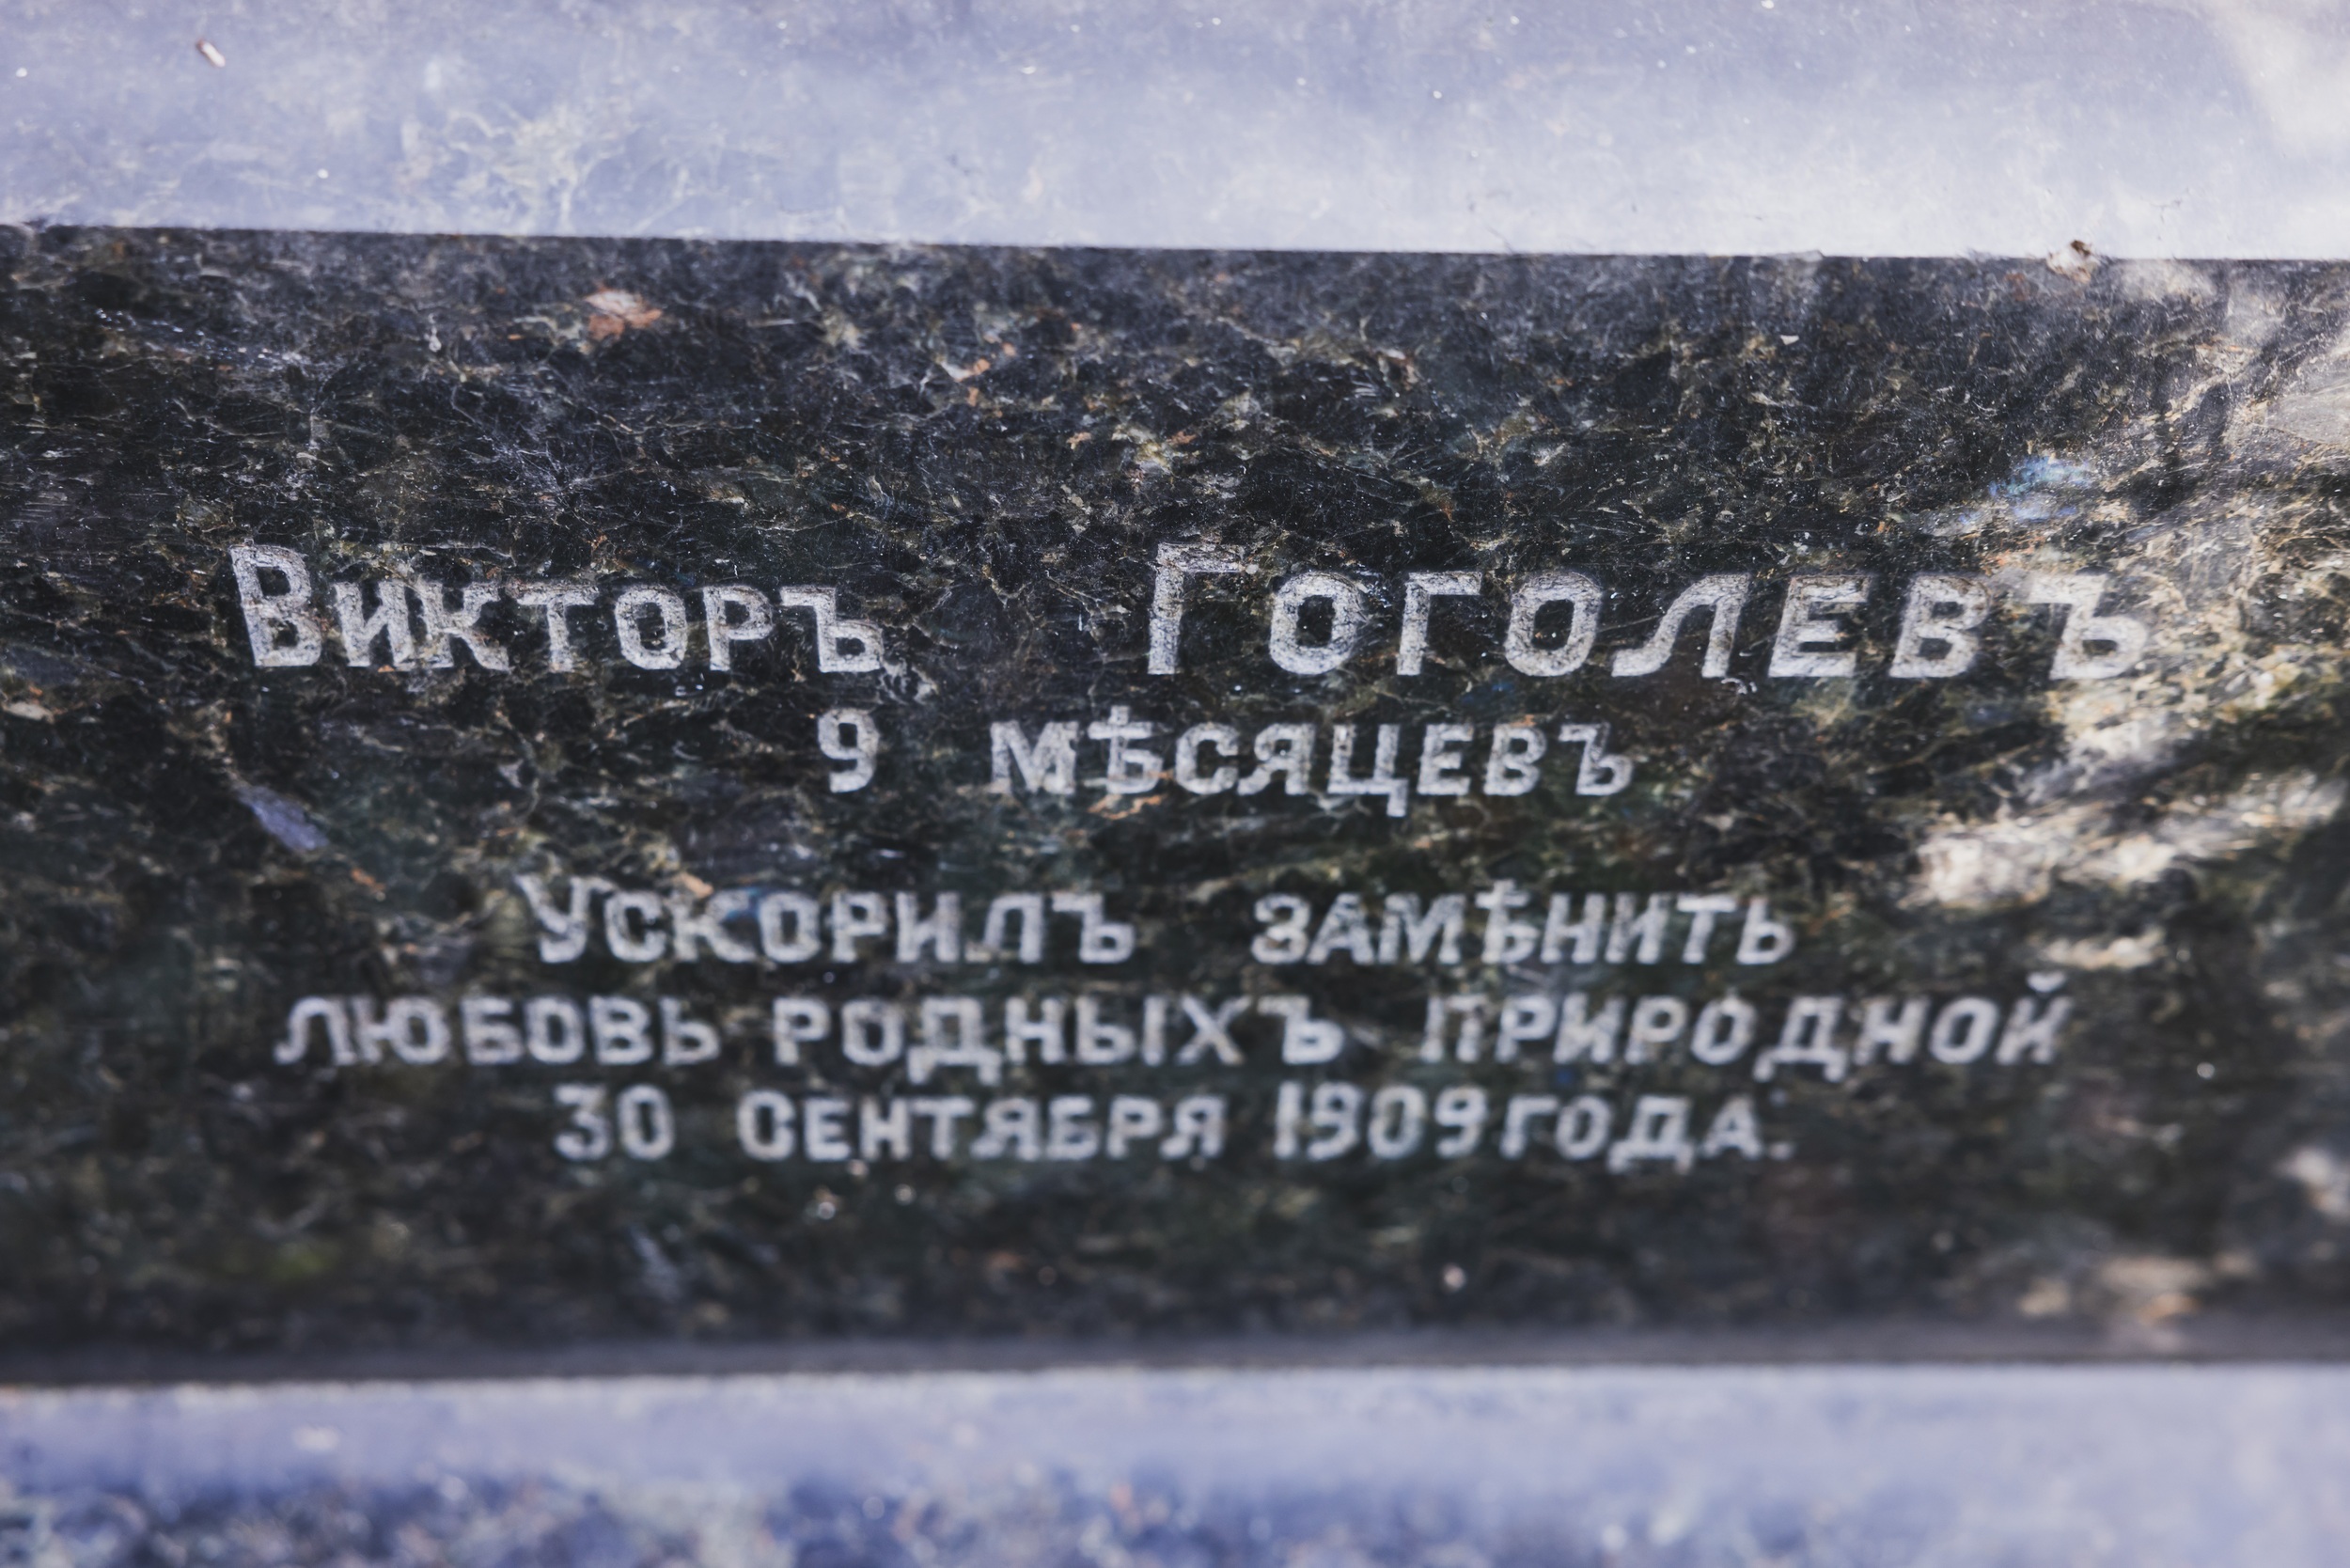 Викторъ Гоголевъ
9 мѣсяцевъ
Ускорилъ замѣнить
любовь родныхъ природной
30 сентября 1909 года.